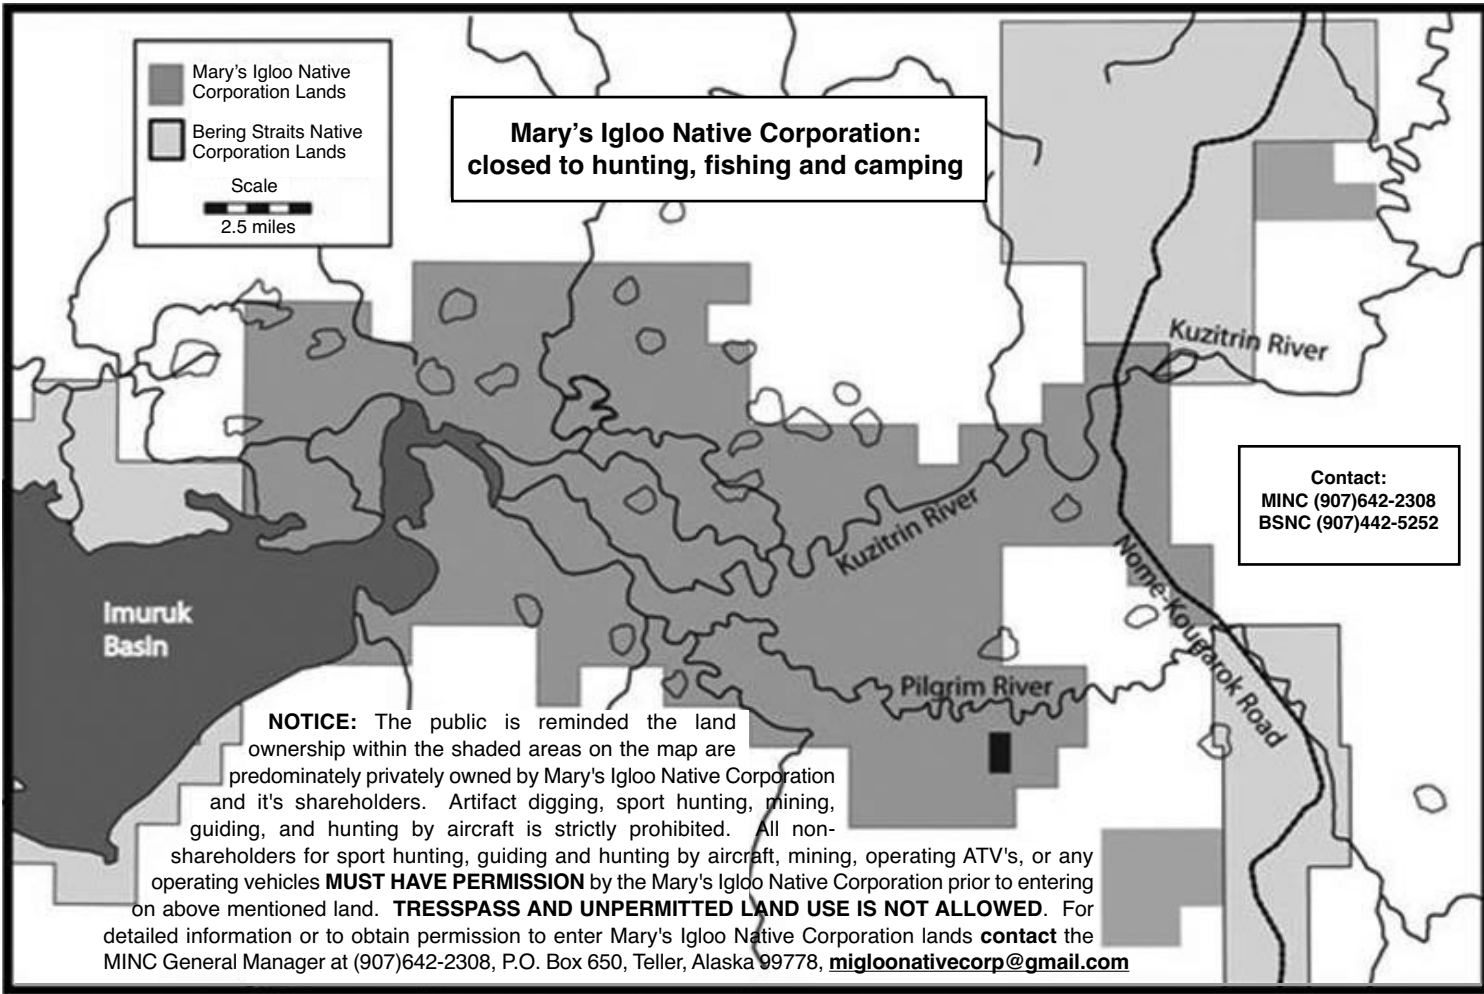 Mary's Igloo Native
Corporation Lands
Bering Straits Native
Corporation Lands
Scale
2.5 miles
Mary's Igloo Native Corporation:
closed to hunting, fishing and camping
Kuzitrin River
Contact:
MINC (907)642-2308
BSNC (907)442-5252
Kuzitrin River
Nome-Kougarok Road
Imuruk
Basin
Pilgrim River
NOTICE: The public is reminded the land
ownership within the shaded areas on the map are
predominately privately owned by Mary's Igloo Native Corporation
and it's shareholders. Artifact digging, sport hunting, mining,
guiding, and hunting by aircraft is strictly prohibited. All non-
shareholders for sport hunting, guiding and hunting by aircraft, mining, operating ATV's, or any
operating vehicles MUST HAVE PERMISSION by the Mary's Igloo Native Corporation prior to entering
on above mentioned land. TRESSPASS AND UNPERMITTED LAND USE IS NOT ALLOWED. For
detailed information or to obtain permission to enter Mary's Igloo Native Corporation lands contact the
MINC General Manager at (907)642-2308, P.O. Box 650, Teller, Alaska 99778, migloonativecorp@gmail.com